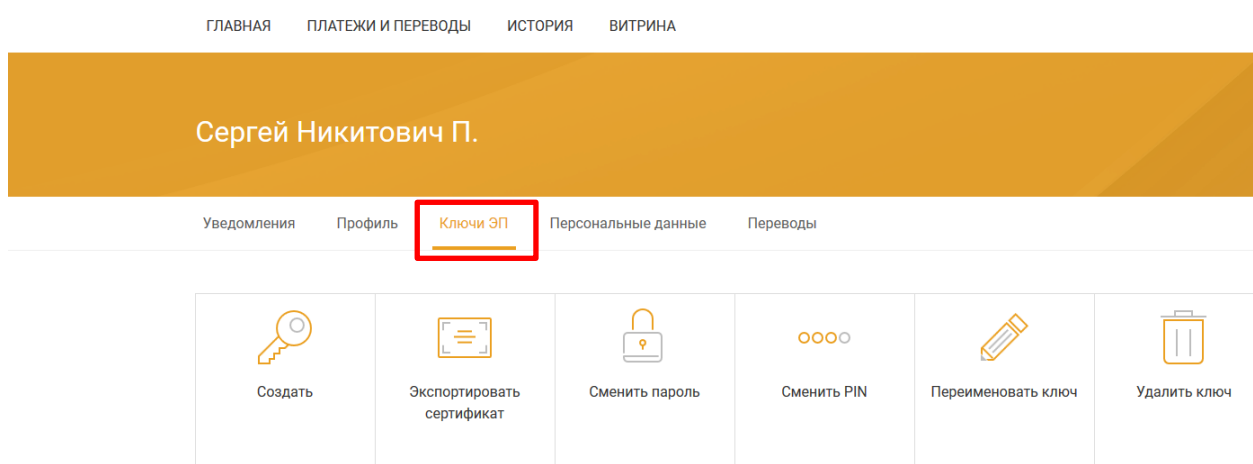 ГЛАВНАЯ ПЛАТЕЖИ И ПЕРЕВОДЫ ИСТОРИЯ ВИТРИНА
Сергей Никитович П.
Уведомления Профиль Ключи ЭП Персональные данные Переводы
Создать Экспортировать сертификат Сменить пароль Сменить PIN Переименовать ключ Удалить ключ